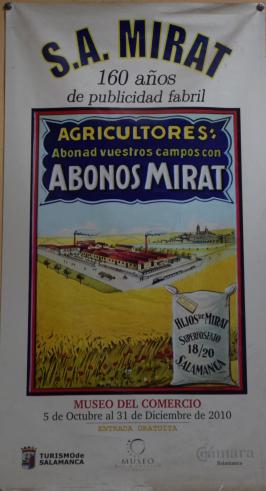 S.A. MIRAT
160 años
de publicidad fabril
AGRICULTORES:
Abonad vuestros campos con
ABONOS MIRAT
HIJOS DE MIRAT
SUPERFOSFATO
18/20
SALAMANCA
MUSEO DEL COMERCIO
5 de Octubre al 31 de Diciembre de 2010
ENTRADA GRATUITA
TURISMO de
SALAMANCA
MUSEO
Cámara
Salamanca